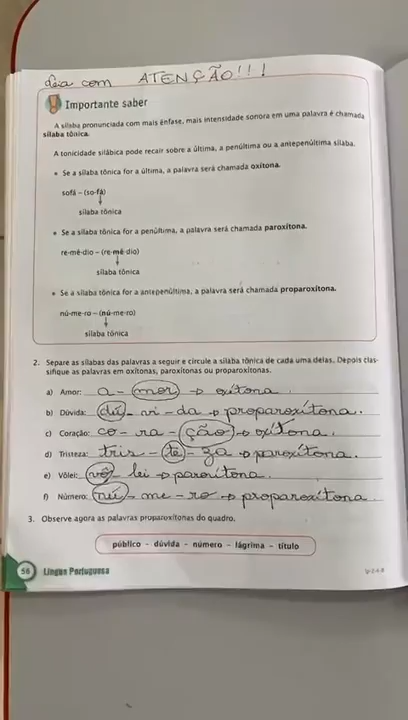 Leia com ATENÇÃO!!!
Importante saber
A sílaba pronunciada com mais ênfase, mais intensidade sonora em uma palavra é chamada
sílaba tônica.
A tonicidade silábica pode recair sobre a última, a penúltima ou a antepenúltima sílaba.
• Se a sílaba tônica for a última, a palavra será chamada oxítona.
sofá – (so-fá)
sílaba tônica
• Se a sílaba tônica for a penúltima, a palavra será chamada paroxítona.
re-mé-dio – (re-mé-dio)
sílaba tônica
• Se a sílaba tônica for a antepenúltima, a palavra será chamada proparoxítona.
nú-me-ro – (nú-me-ro)
sílaba tônica
2. Separe as sílabas das palavras a seguir e circule a sílaba tônica de cada uma delas. Depois clas-
sifique as palavras em oxítonas, paroxítonas ou proparoxítonas.
a) Amor: a - mor → oxítona.
b) Dúvida: dú - vi - da → proparoxítona.
c) Coração: co - ra - ção → oxítona.
d) Tristeza: tris - te - za → paroxítona.
e) Vôlei: vô - lei → paroxítona.
f) Número: nú - me - ro → proparoxítona
3. Observe agora as palavras proparoxítonas do quadro.
público – dúvida – número – lágrima – título
56 Língua Portuguesa